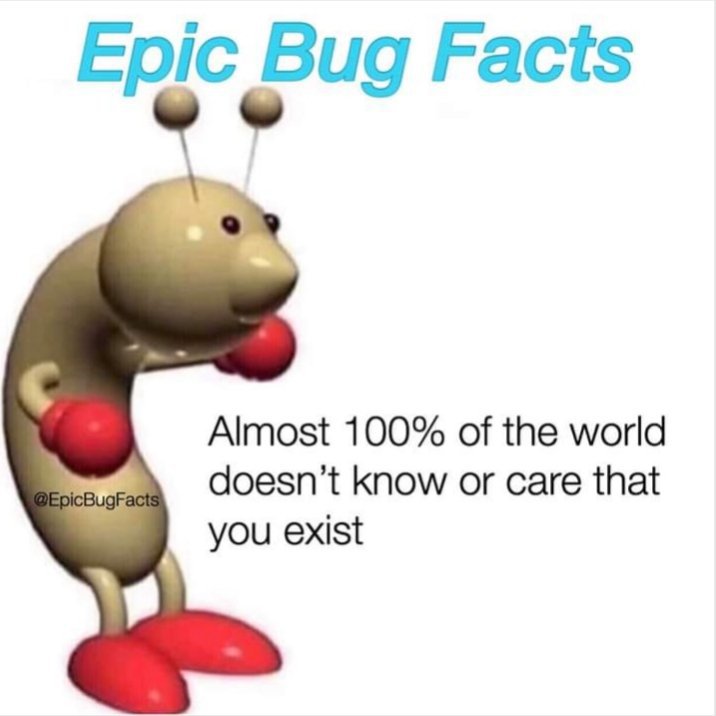 Epic Bug Facts
Almost 100% of the world
doesn't know or care that
you exist
@EpicBugFacts